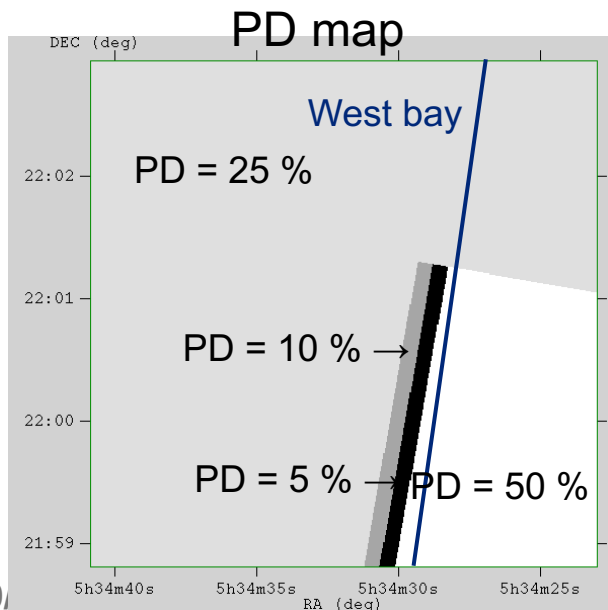 PD map
DEC (deg)
West bay
PD = 25 %
22:02
22:01
PD = 10 % →
22:00
PD = 5 % →
PD = 50 %
21:59
5h34m40s 5h34m35s 5h34m30s 5h34m25s
RA (deg)